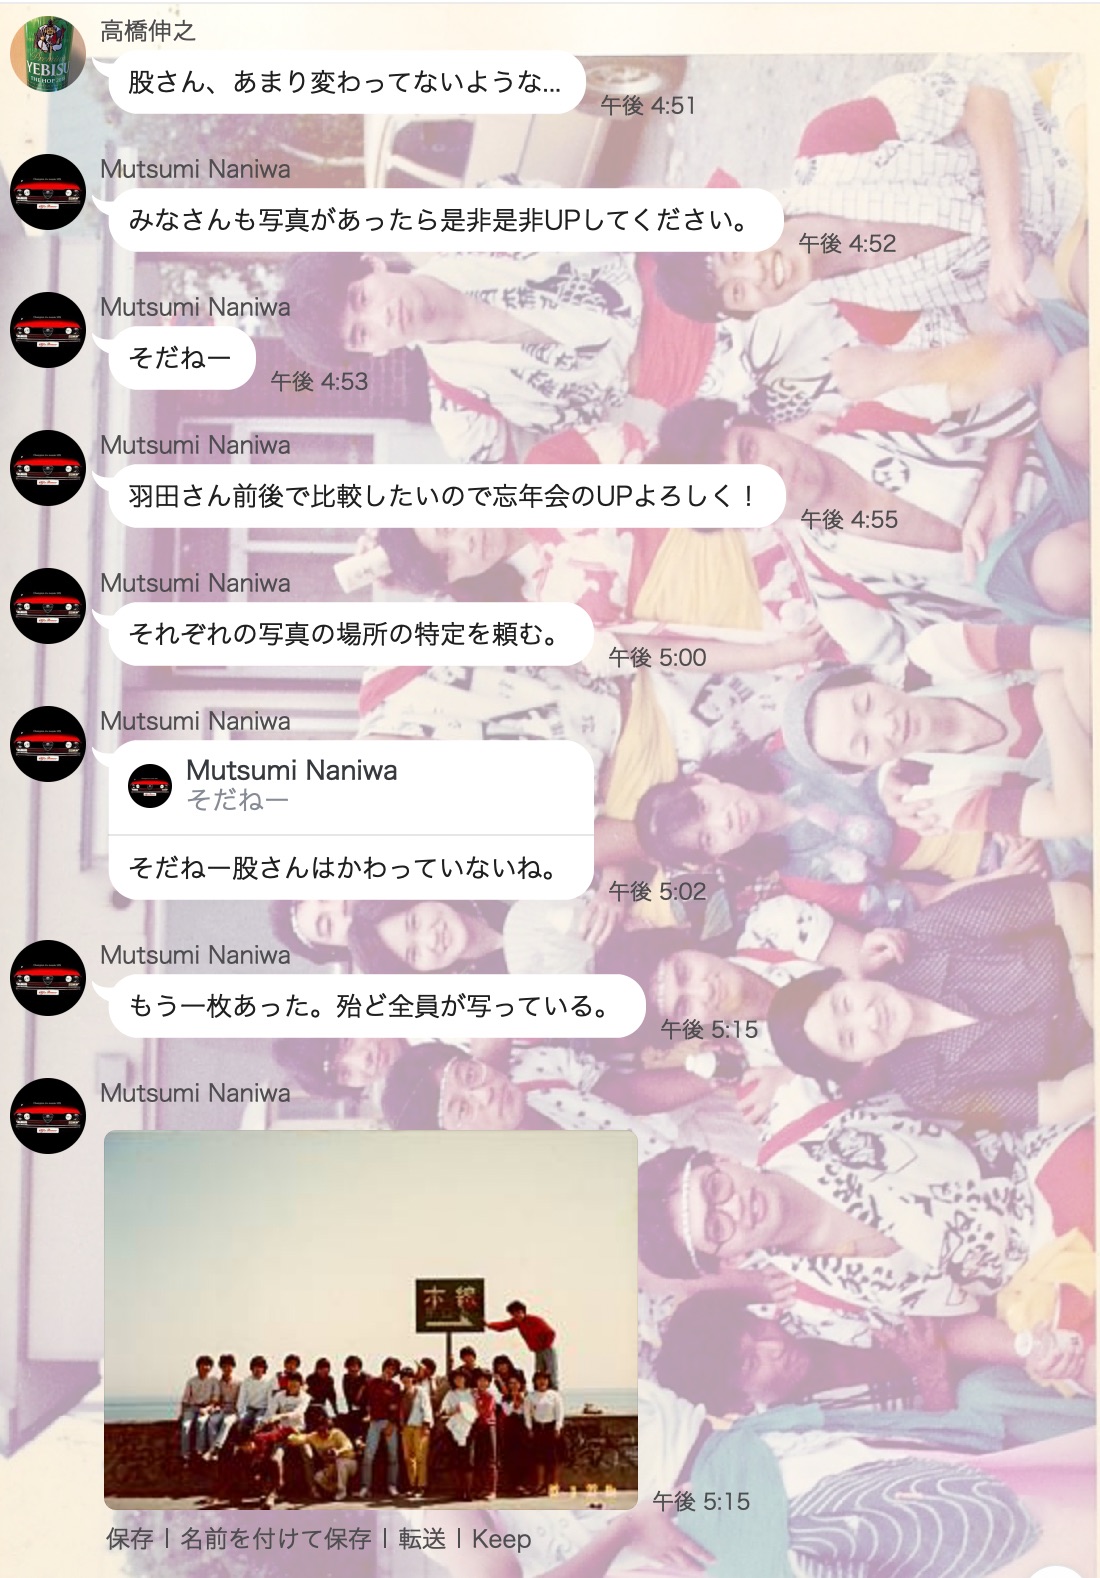 高橋伸之
股さん、あまり変わってないような...
午後 4:51
Mutsumi Naniwa
みなさんも写真があったら是非是非UPしてください。
午後 4:52
Mutsumi Naniwa
そだねー
午後 4:53
Mutsumi Naniwa
羽田さん前後で比較したいので忘年会のUPよろしく！
午後 4:55
Mutsumi Naniwa
それぞれの写真の場所の特定を頼む。
午後 5:00
Mutsumi Naniwa
Mutsumi Naniwa
そだねー
そだねー股さんはかわっていないね。
午後 5:02
Mutsumi Naniwa
もう一枚あった。殆ど全員が写っている。
午後 5:15
Mutsumi Naniwa
午後 5:15
保存 | 名前を付けて保存 | 転送 | Keep
YEBISU